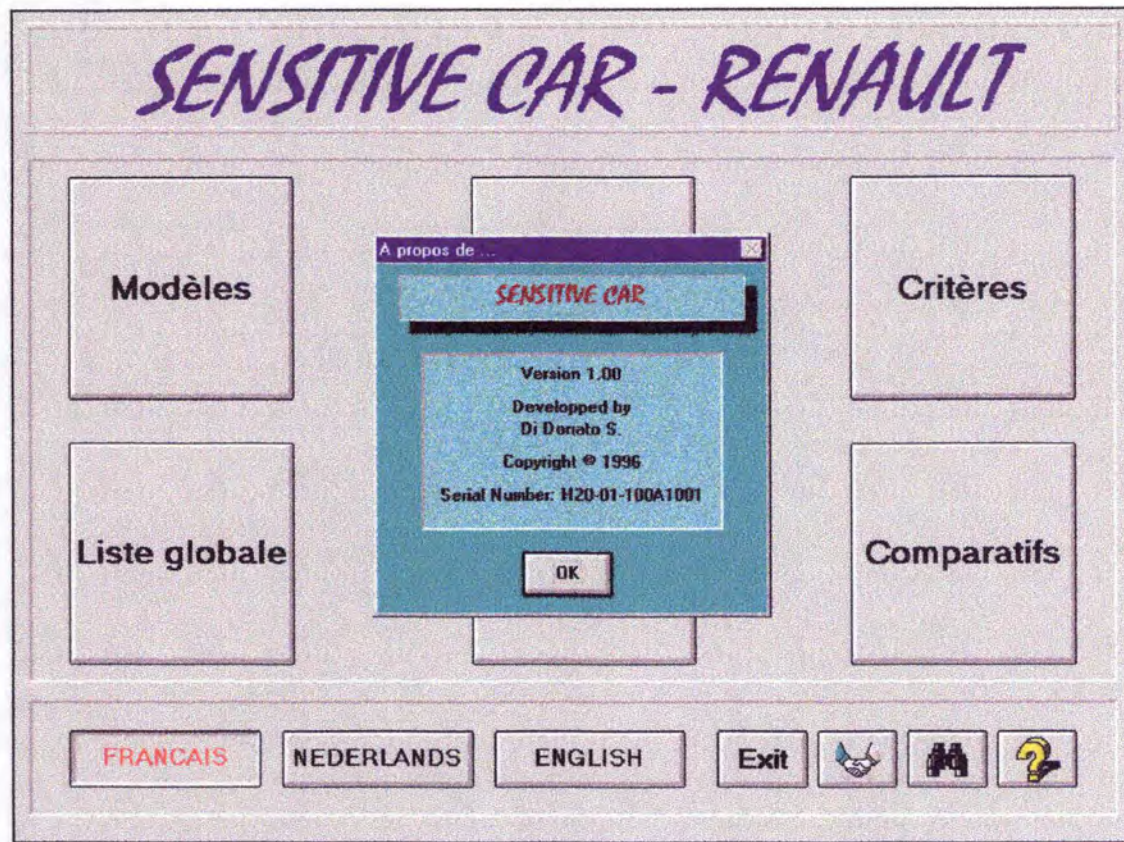 SENSITIVE CAR - RENAULT
Modèles
Critères
A propos de ...
SENSITIVE CAR
Version 1.00
Developped by
Di Donato S.
Copyright © 1996
Serial Number: H20-01-100A1001
OK
Liste globale
Comparatifs
FRANCAIS
NEDERLANDS
ENGLISH
Exit